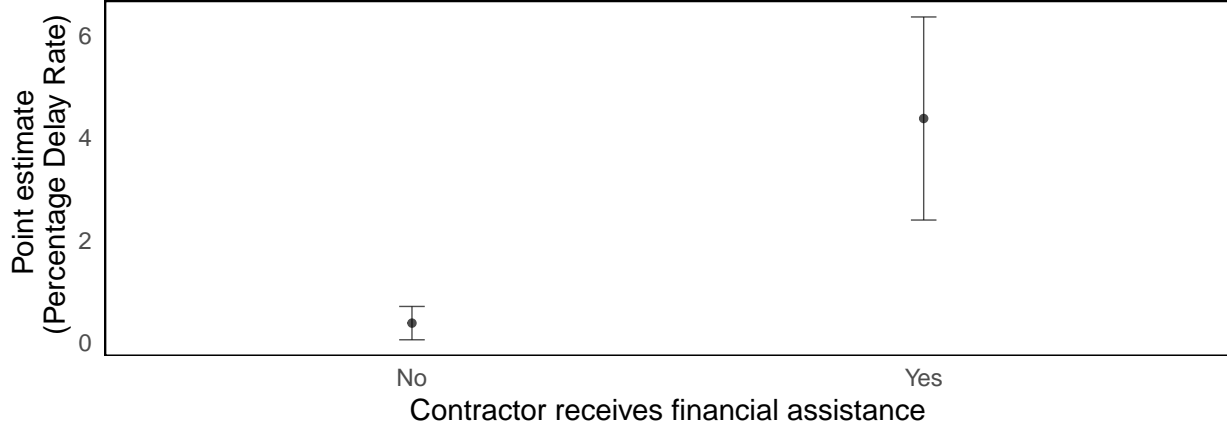 Point estimate
(Percentage Delay Rate)
6
4
2
0
No Yes
Contractor receives financial assistance